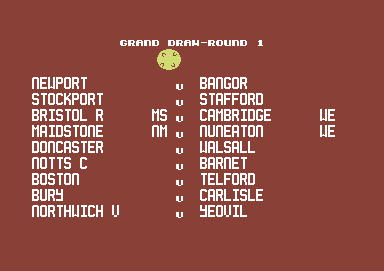 GRAND DRAW-ROUND 1
NEWPORT v BANGOR
STOCKPORT v STAFFORD
BRISTOL R MS v CAMBRIDGE WE
MAIDSTONE NM v NUNEATON WE
DONCASTER v WALSALL
NOTTS C v BARNET
BOSTON v TELFORD
BURY v CARLISLE
NORTHWICH V v YEOVIL